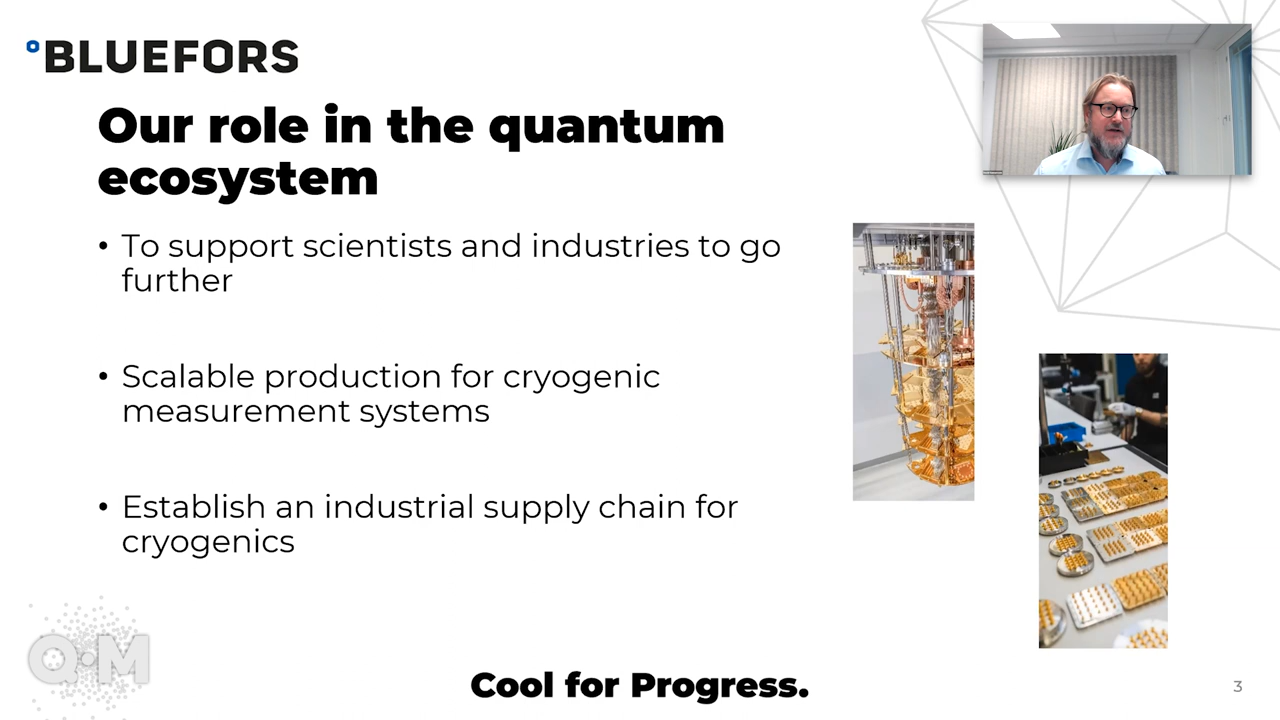 BLUEFORS
Our role in the quantum
ecosystem
• To support scientists and industries to go
further
• Scalable production for cryogenic
measurement systems
• Establish an industrial supply chain for
cryogenics
Q•M
Cool for Progress.
3